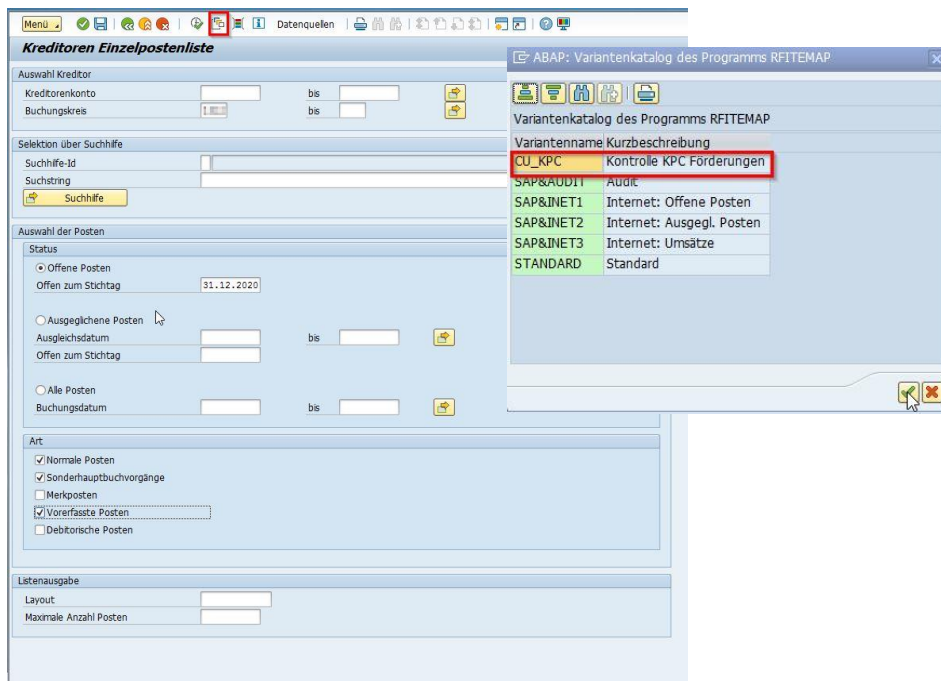 Menü
Datenquellen
Kreditoren Einzelpostenliste
Auswahl Kreditor
Kreditorenkonto bis
Buchungskreis bis
Selektion über Suchhilfe
Suchhilfe-Id
Suchstring
Suchhilfe
Auswahl der Posten
Status
Offene Posten
Offen zum Stichtag 31.12.2020
Ausgeglichene Posten
Ausgleichsdatum bis
Offen zum Stichtag
Alle Posten
Buchungsdatum bis
Art
Normale Posten
Sonderhauptbuchvorgänge
Merkposten
Vorerfasste Posten
Debitorische Posten
Listenausgabe
Layout
Maximale Anzahl Posten
ABAP: Variantenkatalog des Programms RFITEMAP
Variantenkatalog des Programms RFITEMAP
Variantenname Kurzbeschreibung
CU_KPC Kontrolle KPC Förderungen
SAP&AUDIT Audit
SAP&INET1 Internet: Offene Posten
SAP&INET2 Internet: Ausgegl. Posten
SAP&INET3 Internet: Umsätze
STANDARD Standard